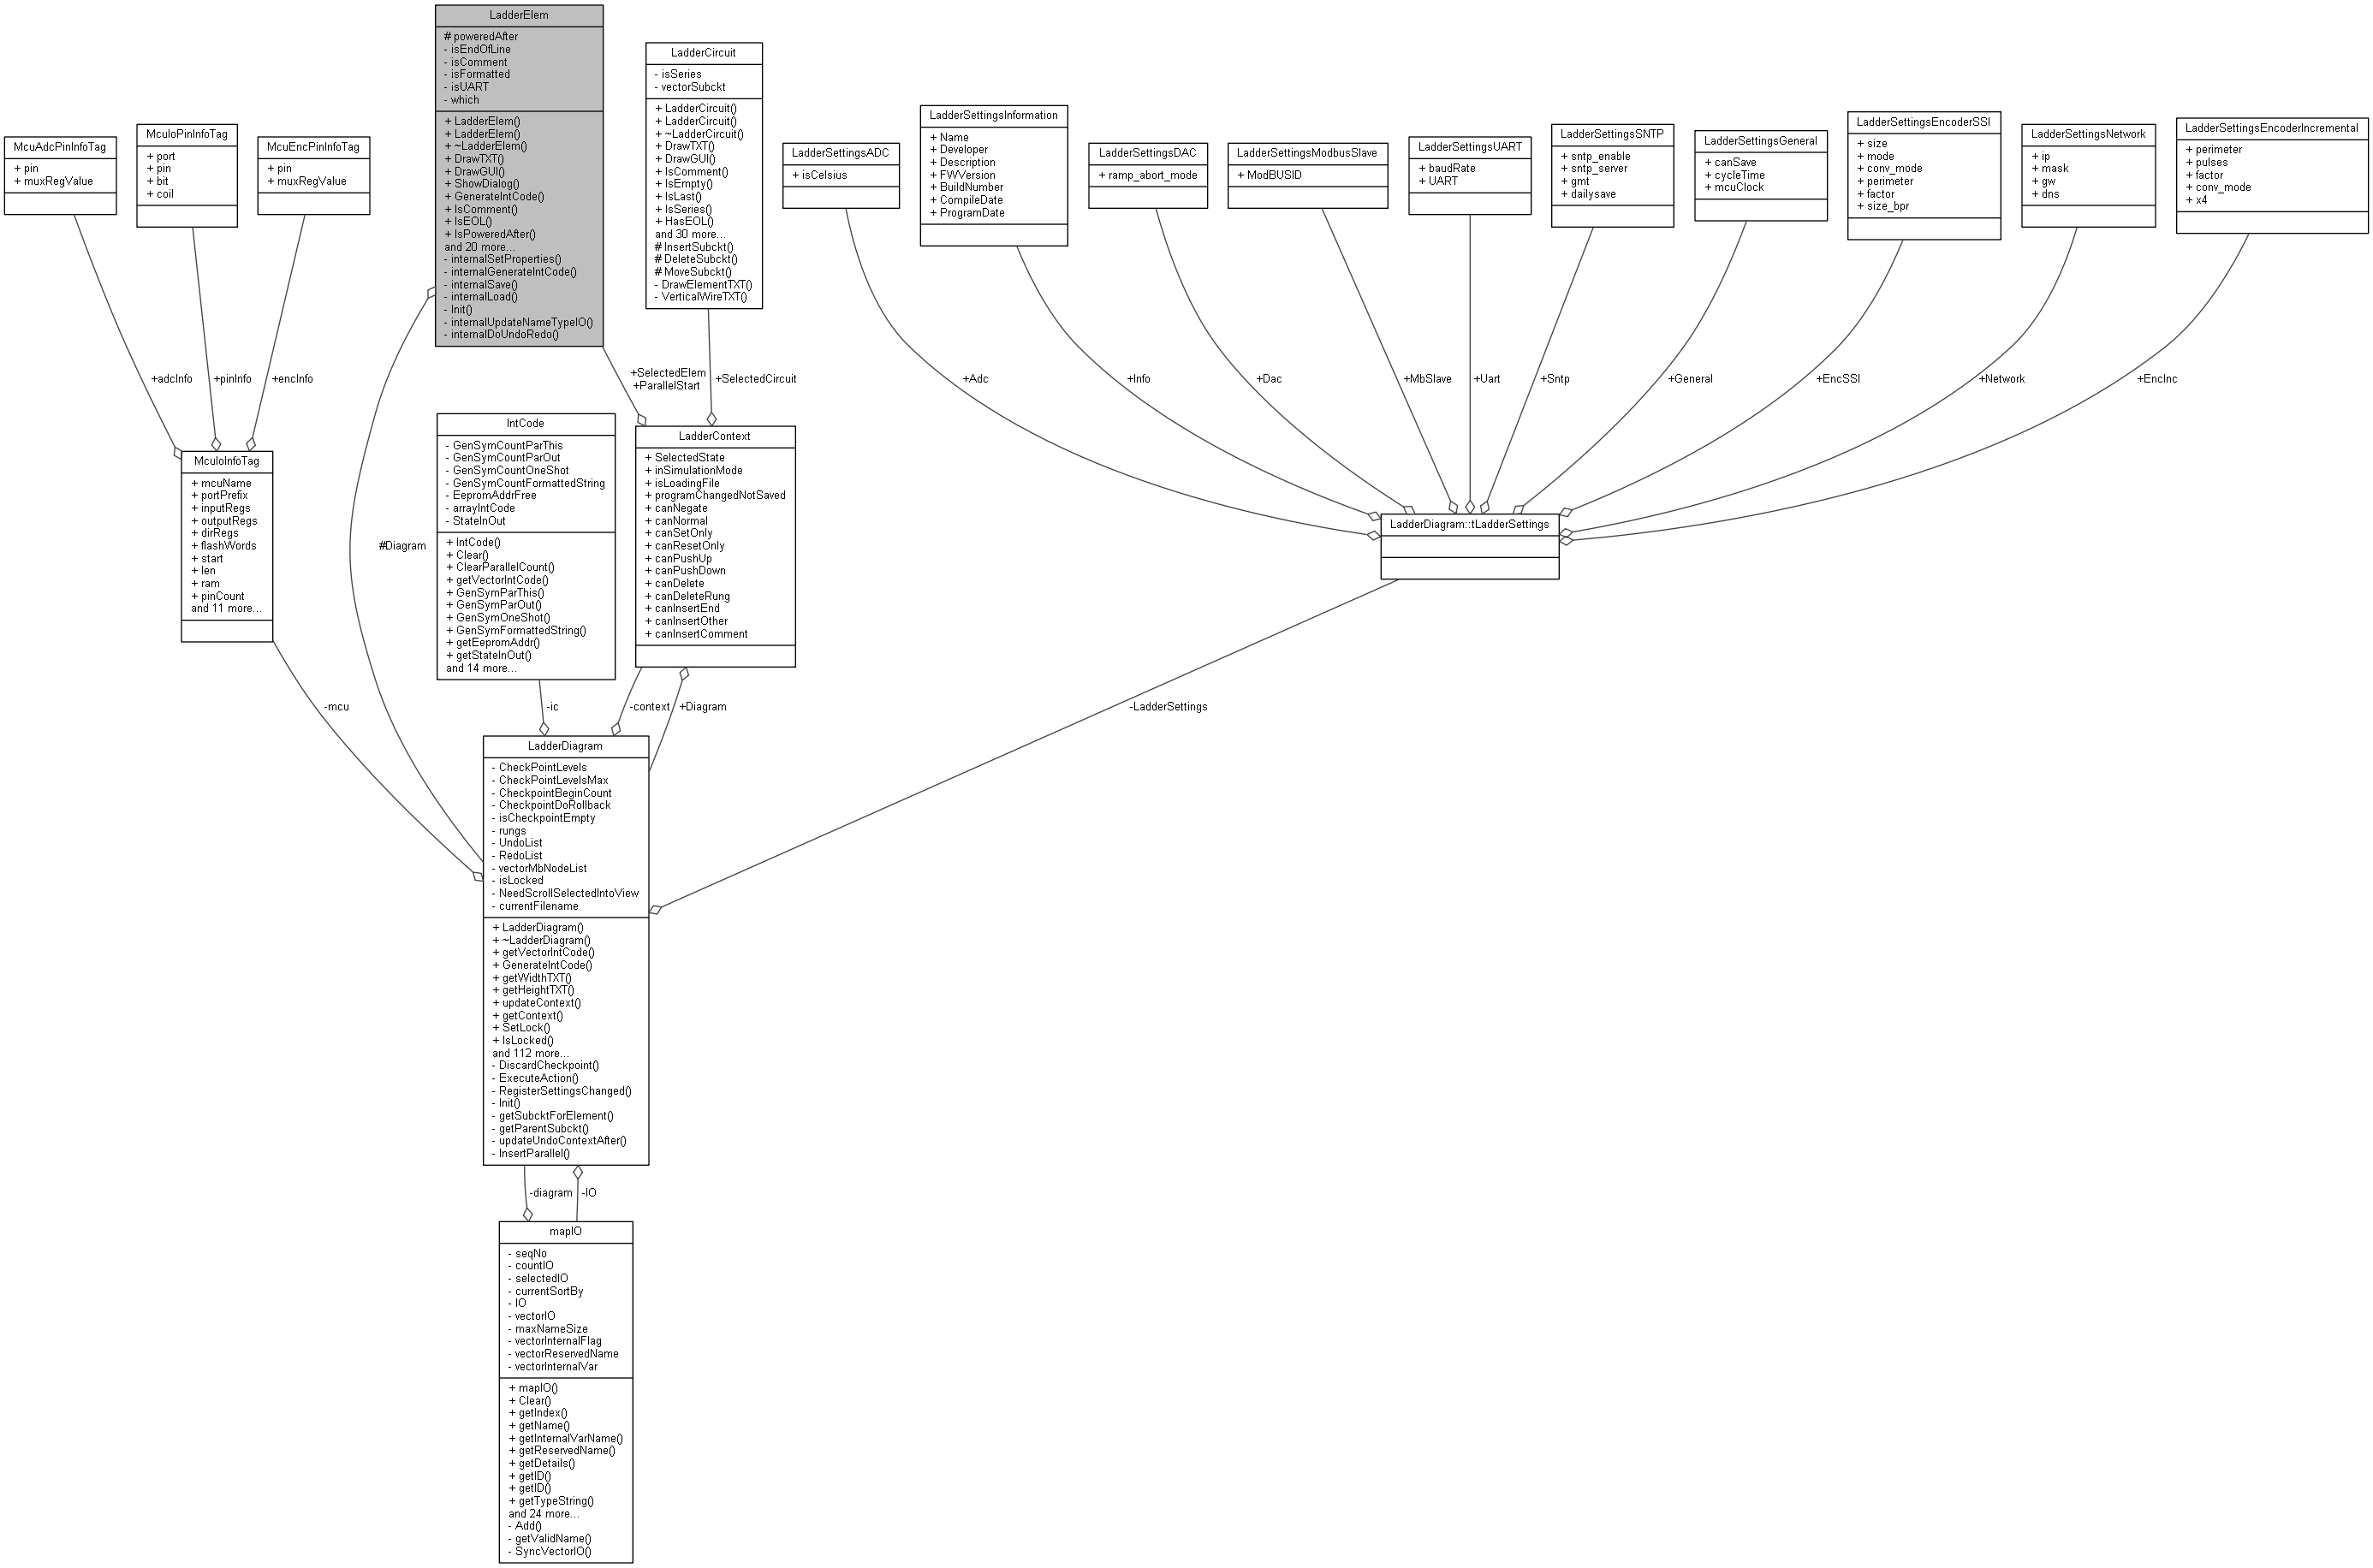 LadderElem
# poweredAfter
- isEndOfLine
- isComment
- isFormatted
- isUART
- which
+ LadderElem()
+ LadderElem()
+ ~LadderElem()
+ DrawTXT()
+ DrawGUI()
+ ShowDialog()
+ GenerateIntCode()
+ IsComment()
+ IsEOL()
+ IsPoweredAfter()
and 20 more...
- internalSetProperties()
- internalGenerateIntCode()
- internalSave()
- internalLoad()
- Init()
- internalUpdateNameTypeIO()
- internalDoUndoRedo()
LadderCircuit
- isSeries
- vectorSubckt
+ LadderCircuit()
+ LadderCircuit()
+ ~LadderCircuit()
+ DrawTXT()
+ DrawGUI()
+ IsComment()
+ IsEmpty()
+ IsLast()
+ IsSeries()
+ HasEOL()
and 30 more...
# InsertSubckt()
# DeleteSubckt()
# MoveSubckt()
- DrawElementTXT()
- VerticalWireTXT()
McuAdcPinInfoTag
+ pin
+ muxRegValue
McuIoPinInfoTag
+ port
+ pin
+ bit
+ coil
McuEncPinInfoTag
+ pin
+ muxRegValue
LadderSettingsADC
+ isCelsius
LadderSettingsInformation
+ Name
+ Developer
+ Description
+ FWVersion
+ BuildNumber
+ CompileDate
+ ProgramDate
LadderSettingsDAC
+ ramp_abort_mode
LadderSettingsModbusSlave
+ ModBUSID
LadderSettingsUART
+ baudRate
+ UART
LadderSettingsSNTP
+ sntp_enable
+ sntp_server
+ gmt
+ dailysave
LadderSettingsGeneral
+ canSave
+ cycleTime
+ mcuClock
LadderSettingsEncoderSSI
+ size
+ mode
+ conv_mode
+ perimeter
+ factor
+ size_bpr
LadderSettingsNetwork
+ ip
+ mask
+ gw
+ dns
LadderSettingsEncoderIncremental
+ perimeter
+ pulses
+ factor
+ conv_mode
+ x4
+adcInfo
+pinInfo
+encInfo
+SelectedElem
+ParallelStart
+SelectedCircuit
+Adc
+Info
+Dac
+MbSlave
+Uart
+Sntp
+General
+EncSSI
+Network
+EncInc
McuIoInfoTag
+ mcuName
+ portPrefix
+ inputRegs
+ outputRegs
+ dirRegs
+ flashWords
+ start
+ len
+ ram
+ pinCount
and 11 more...
#Diagram
IntCode
- GenSymCountParThis
- GenSymCountParOut
- GenSymCountOneShot
- GenSymCountFormattedString
- EepromAddrFree
- arrayIntCode
- StateInOut
+ IntCode()
+ Clear()
+ ClearParallelCount()
+ getVectorIntCode()
+ GenSymParThis()
+ GenSymParOut()
+ GenSymOneShot()
+ GenSymFormattedString()
+ getEepromAddr()
+ getStateInOut()
and 14 more...
LadderContext
+ SelectedState
+ inSimulationMode
+ isLoadingFile
+ programChangedNotSaved
+ canNegate
+ canNormal
+ canSetOnly
+ canResetOnly
+ canPushUp
+ canPushDown
+ canDelete
+ canDeleteRung
+ canInsertEnd
+ canInsertOther
+ canInsertComment
LadderDiagram::tLadderSettings
-mcu
-ic
-context
+Diagram
-LadderSettings
LadderDiagram
- CheckPointLevels
- CheckPointLevelsMax
- CheckpointBeginCount
- CheckpointDoRollback
- isCheckpointEmpty
- rungs
- UndoList
- RedoList
- vectorMbNodeList
- isLocked
- NeedScrollSelectedIntoView
- currentFilename
+ LadderDiagram()
+ ~LadderDiagram()
+ getVectorIntCode()
+ GenerateIntCode()
+ getWidthTXT()
+ getHeightTXT()
+ updateContext()
+ getContext()
+ SetLock()
+ IsLocked()
and 112 more...
- DiscardCheckpoint()
- ExecuteAction()
- RegisterSettingsChanged()
- Init()
- getSubcktForElement()
- getParentSubckt()
- updateUndoContextAfter()
- InsertParallel()
-diagram
-IO
mapIO
- seqNo
- countIO
- selectedIO
- currentSortBy
- IO
- vectorIO
- maxNameSize
- vectorInternalFlag
- vectorReservedName
- vectorInternalVar
+ mapIO()
+ Clear()
+ getIndex()
+ getName()
+ getInternalVarName()
+ getReservedName()
+ getDetails()
+ getID()
+ getID()
+ getTypeString()
and 24 more...
- Add()
- getValidName()
- SyncVectorIO()